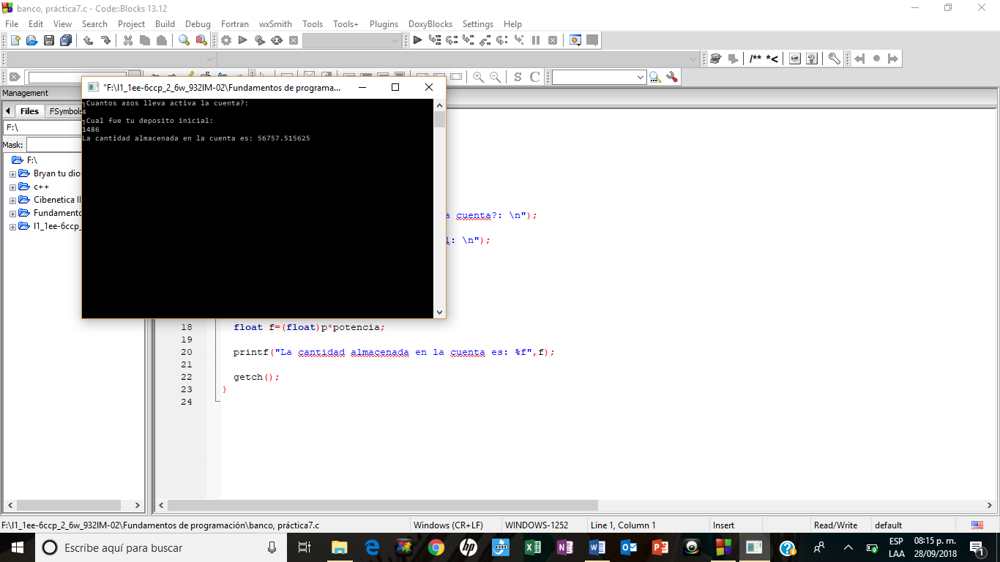 banco, práctica7.c - Code::Blocks 13.12
File Edit View Search Project Build Debug Fortran wxSmith Tools Tools+ Plugins DoxyBlocks Settings Help
/** *<
S C
Management
Files FSymbols
F:\
Mask:
F:\
Bryan tu dio
c++
Cibenetica II
Fundamento
I1_1ee-6ccp_
"F:\I1_1ee-6ccp_2_6w_932IM-02\Fundamentos de programa...
┐Cuantos a±os lleva activa la cuenta?:
4
┐Cual fue tu deposito inicial:
1486
La cantidad almacenada en la cuenta es: 56757.515625
a cuenta?: \n");
l: \n");
18 float f=(float)p*potencia;
19
20 printf("La cantidad almacenada en la cuenta es: %f",f);
21
22 getch();
23 }
24
F:\I1_1ee-6ccp_2_6w_932IM-02\Fundamentos de programación\banco, práctica7.c Windows (CR+LF) WINDOWS-1252 Line 1, Column 1 Insert Read/Write default
Escribe aquí para buscar
ESP 08:15 p. m.
LAA 28/09/2018
1